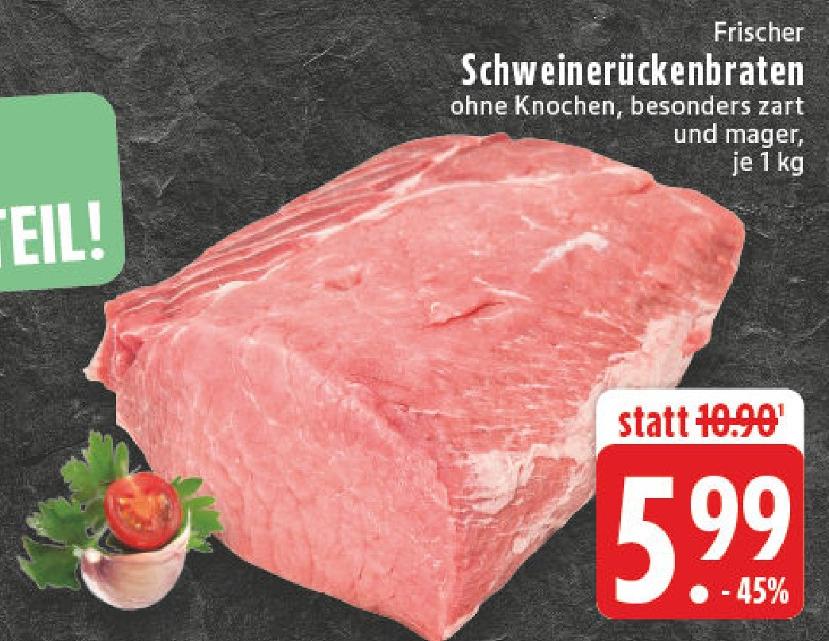 Frischer
Schweinerückenbraten
ohne Knochen, besonders zart
und mager,
je 1 kg
TEIL!
statt 10.90¹
5.99
- 45%